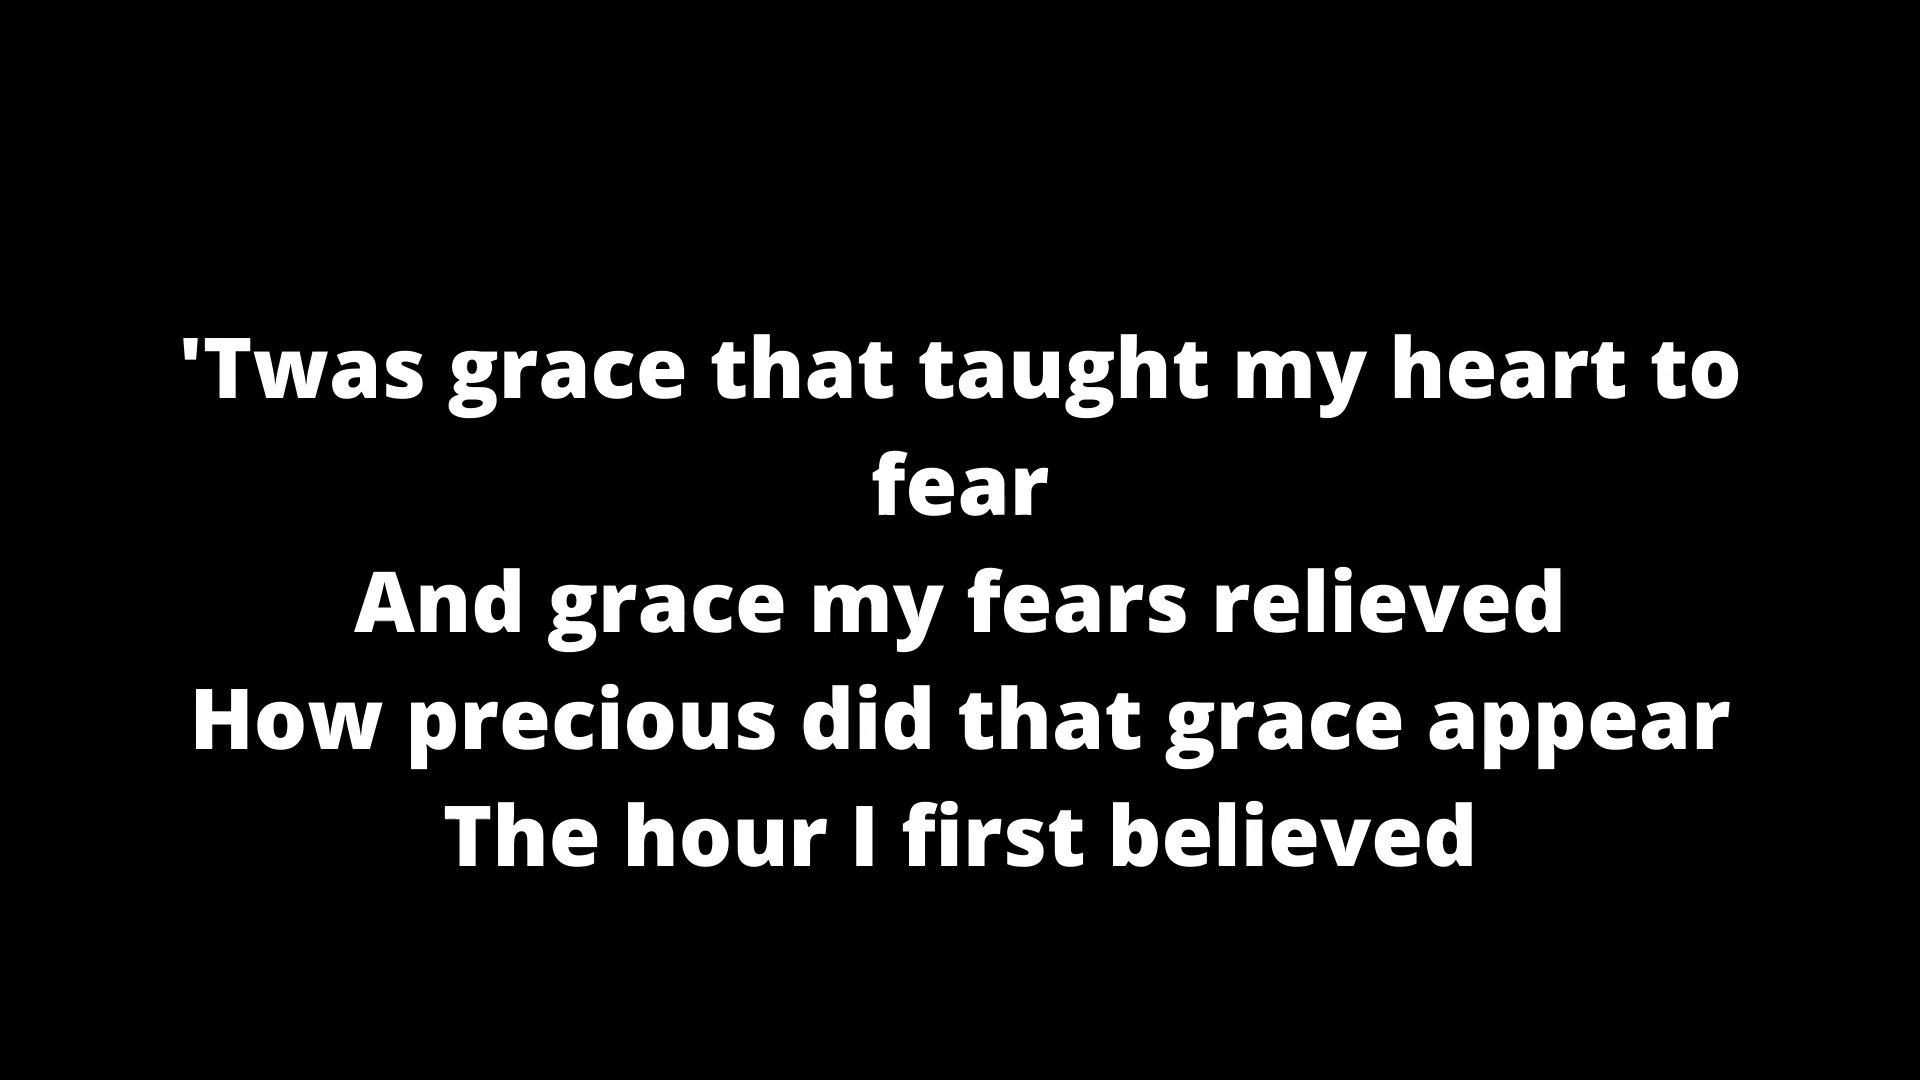 'Twas grace that taught my heart to
fear
And grace my fears relieved
How precious did that grace appear
The hour I first believed